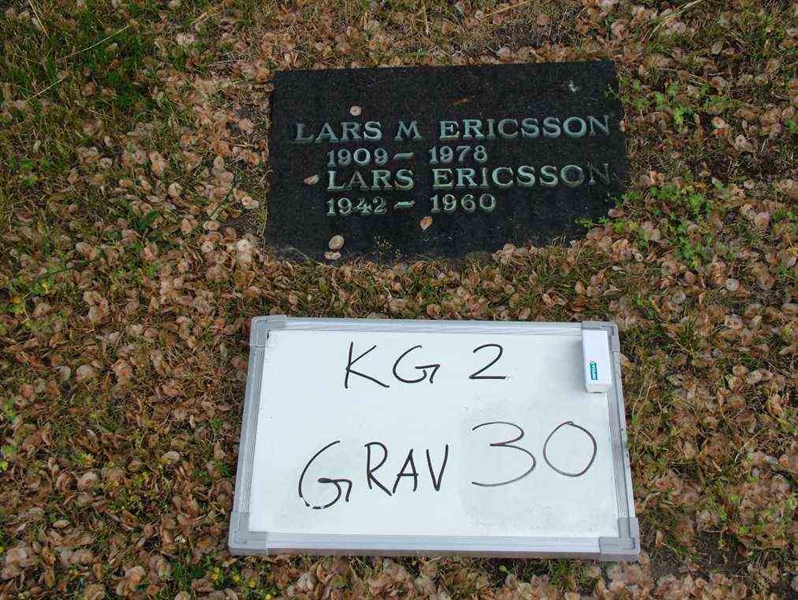 LARS M ERICSSON
1909 – 1978
LARS ERICSSON
1942 – 1960
KG 2
GRAV 30